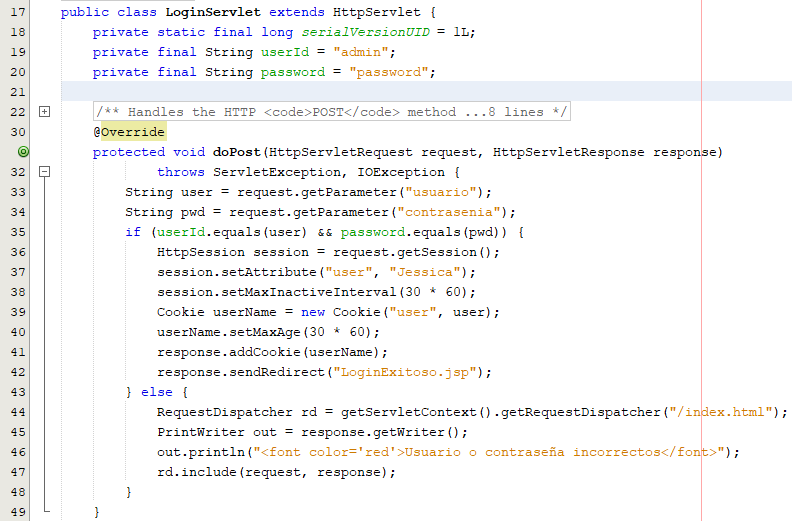 17 public class LoginServlet extends HttpServlet {
18 private static final long serialVersionUID = 1L;
19 private final String userId = "admin";
20 private final String password = "password";
21
22 /** Handles the HTTP <code>POST</code> method ...8 lines */
30 @Override
protected void doPost(HttpServletRequest request, HttpServletResponse response)
32 throws ServletException, IOException {
33 String user = request.getParameter("usuario");
34 String pwd = request.getParameter("contrasenia");
35 if (userId.equals(user) && password.equals(pwd)) {
36 HttpSession session = request.getSession();
37 session.setAttribute("user", "Jessica");
38 session.setMaxInactiveInterval(30 * 60);
39 Cookie userName = new Cookie("user", user);
40 userName.setMaxAge(30 * 60);
41 response.addCookie(userName);
42 response.sendRedirect("LoginExitoso.jsp");
43 } else {
44 RequestDispatcher rd = getServletContext().getRequestDispatcher("/index.html");
45 PrintWriter out = response.getWriter();
46 out.println("<font color='red'>Usuario o contraseña incorrectos</font>");
47 rd.include(request, response);
48 }
49 }